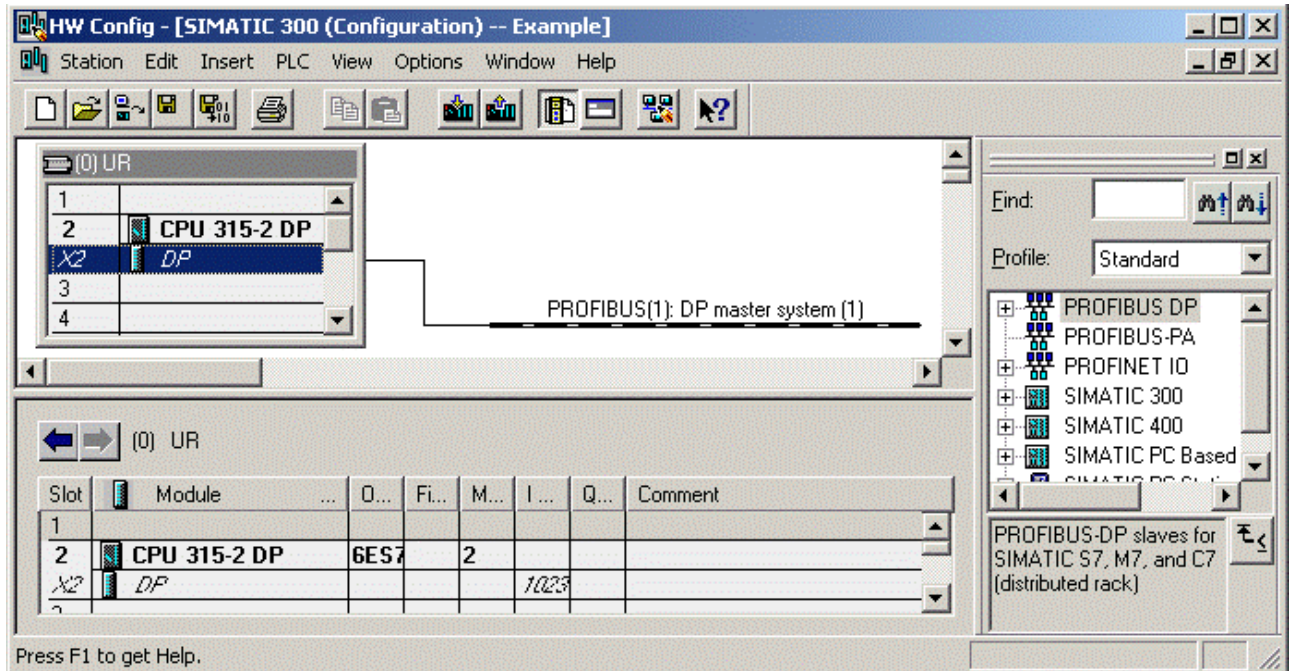 HW Config - [SIMATIC 300 (Configuration) -- Example]
Station Edit Insert PLC View Options Window Help
(0) UR
1
2 CPU 315-2 DP
X2 DP
3
4
PROFIBUS(1): DP master system (1)
(0) UR
Slot Module ... O... Fi... M... I ... Q... Comment
1
2 CPU 315-2 DP 6ES7 2
X2 DP 1023
Find:
Profile: Standard
PROFIBUS DP
PROFIBUS-PA
PROFINET IO
SIMATIC 300
SIMATIC 400
SIMATIC PC Based
PROFIBUS-DP slaves for
SIMATIC S7, M7, and C7
(distributed rack)
Press F1 to get Help.